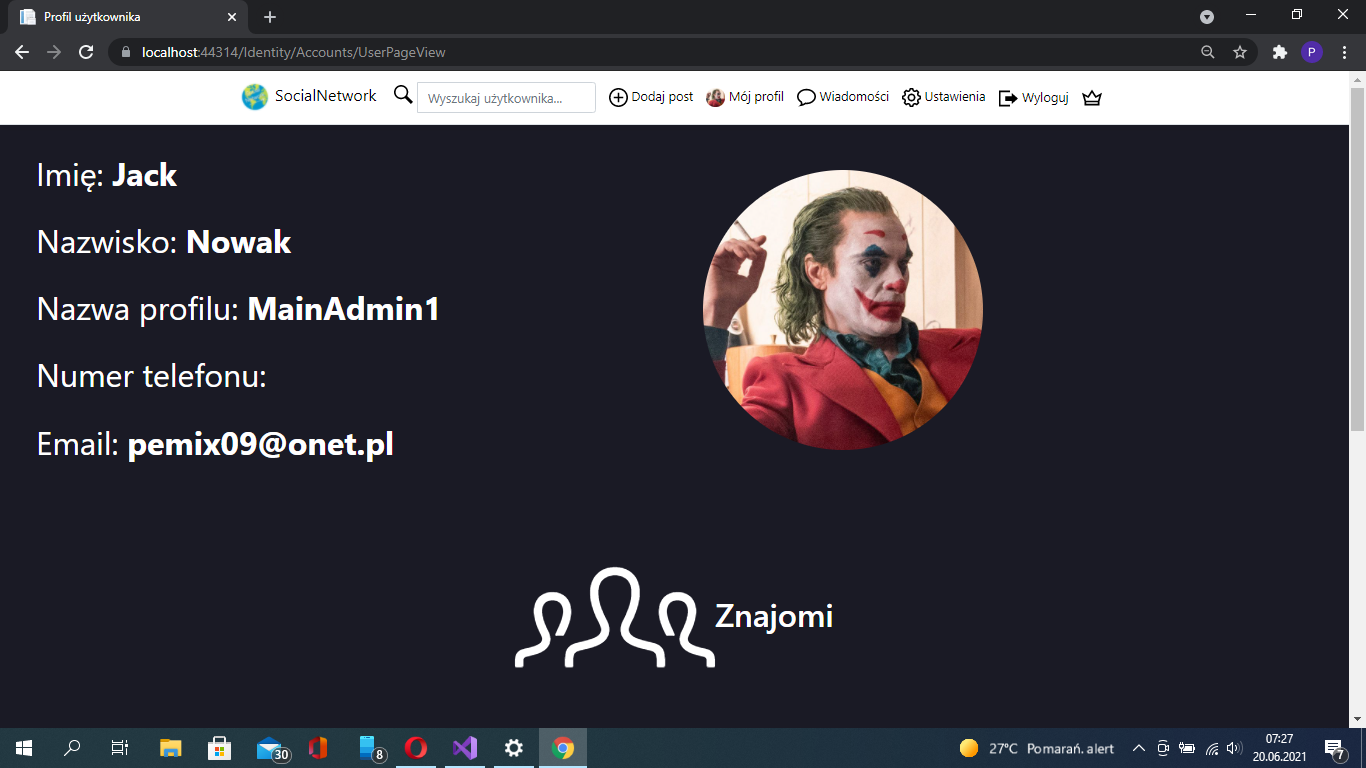 Profil użytkownika
localhost:44314/Identity/Accounts/UserPageView
P
SocialNetwork
Wyszukaj użytkownika...
Dodaj post
Mój profil
Wiadomości
Ustawienia
Wyloguj
Imię: Jack
Nazwisko: Nowak
Nazwa profilu: MainAdmin1
Numer telefonu:
Email: pemix09@onet.pl
Znajomi
30
8
27°C Pomarań. alert
07:27
20.06.2021
7